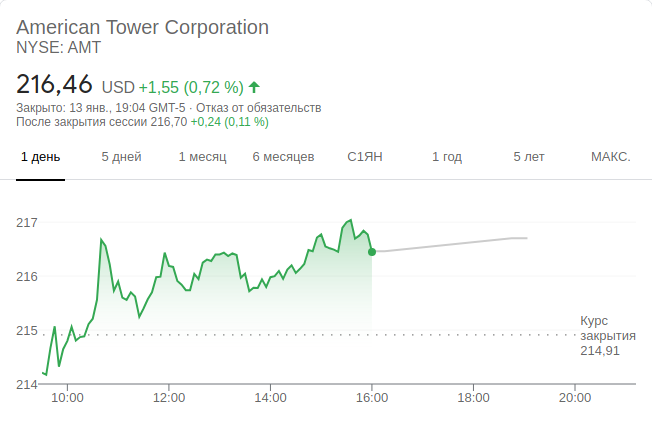 American Tower Corporation
NYSE: AMT
216,46 USD +1,55 (0,72 %)
Закрыто: 13 янв., 19:04 GMT-5 · Отказ от обязательств
После закрытия сессии 216,70 +0,24 (0,11 %)
1 день 5 дней 1 месяц 6 месяцев С1ЯН 1 год 5 лет МАКС.
217
216
215
Курс
закрытия
214,91
214
10:00 12:00 14:00 16:00 18:00 20:00